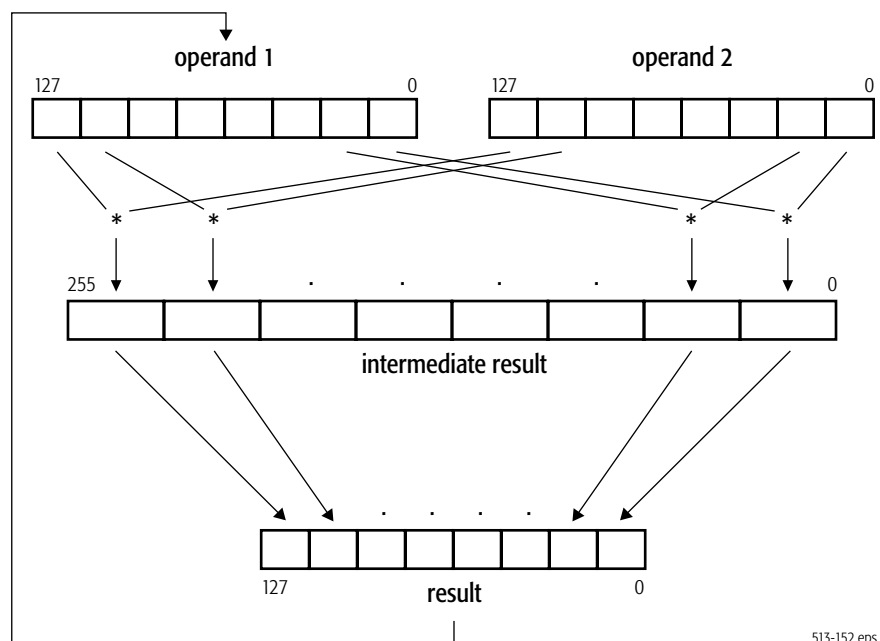 operand 1 operand 2
127 0 127 0
* * * *
255 . . . . 0
intermediate result
. . . .
127 result 0
513-152.eps